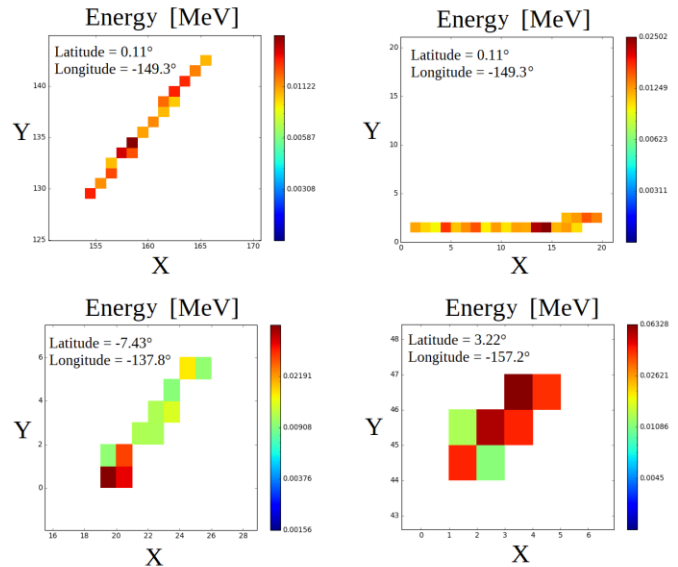 Energy [MeV]
Latitude = 0.11°
Longitude = -149.3°
140
135
130
125
155
160
165
170
Y
X
0.01122
0.00587
0.00308
Energy [MeV]
Latitude = 0.11°
Longitude = -149.3°
20
15
10
5
0
0
5
10
15
20
Y
X
0.02502
0.01249
0.00623
0.00311
Energy [MeV]
Latitude = -7.43°
Longitude = -137.8°
6
4
2
0
16
18
20
22
24
26
28
Y
X
0.02191
0.00908
0.00376
0.00156
Energy [MeV]
Latitude = 3.22°
Longitude = -157.2°
48
47
46
45
44
43
0
1
2
3
4
5
6
Y
X
0.06328
0.02621
0.01086
0.0045